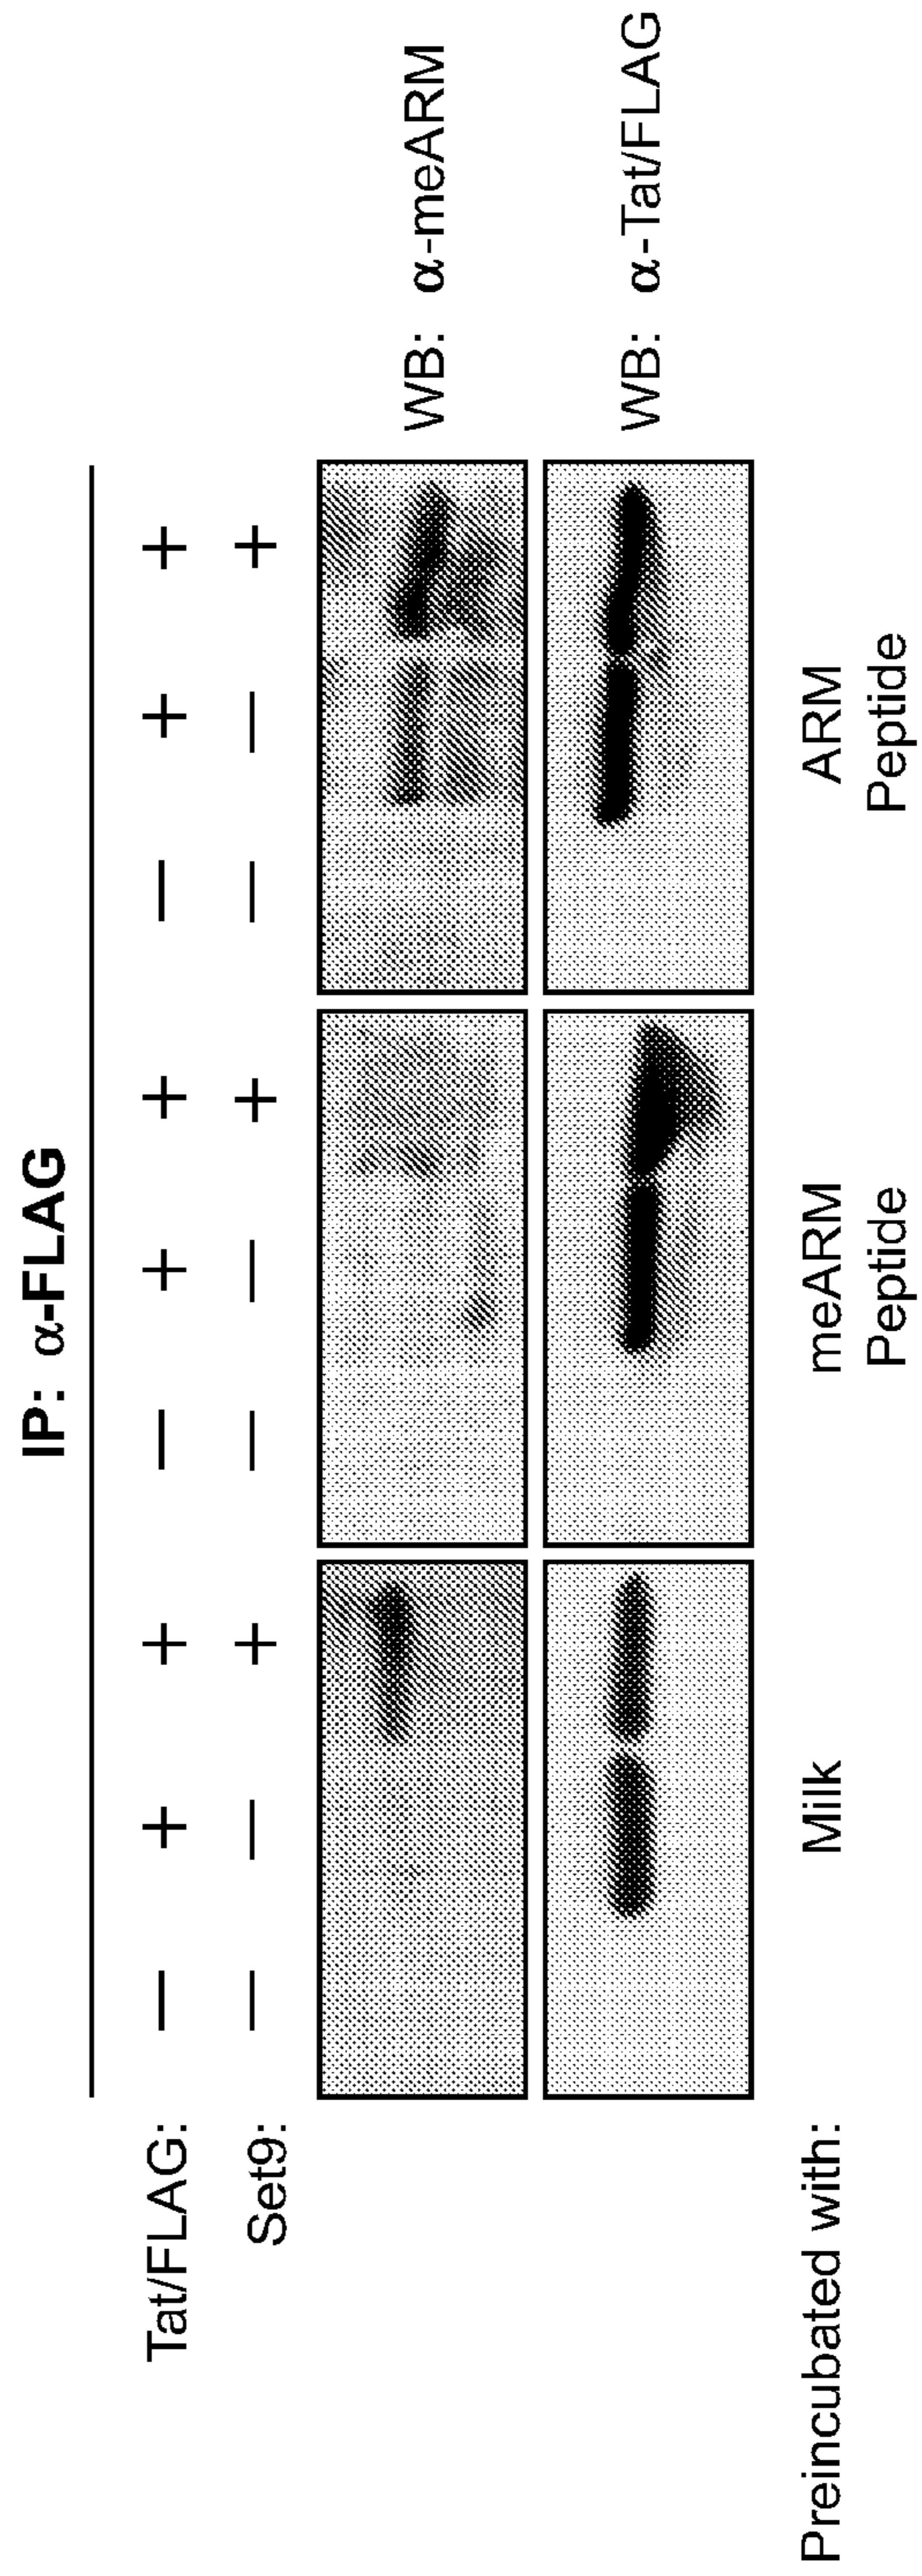 IP: α-FLAG
Tat/FLAG: – + + – + + – + +
Set9: – – + – – + – – +
WB: α-meARM
WB: α-Tat/FLAG
Preincubated with: Milk meARM Peptide ARM Peptide